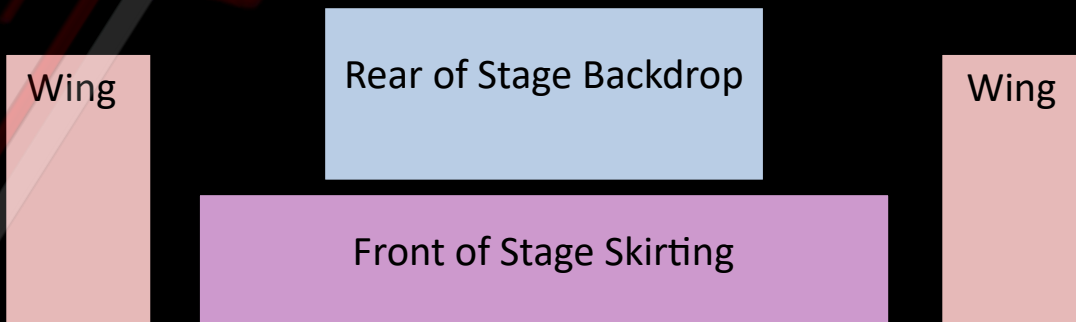 Wing
Rear of Stage Backdrop
Wing
Front of Stage Skirting